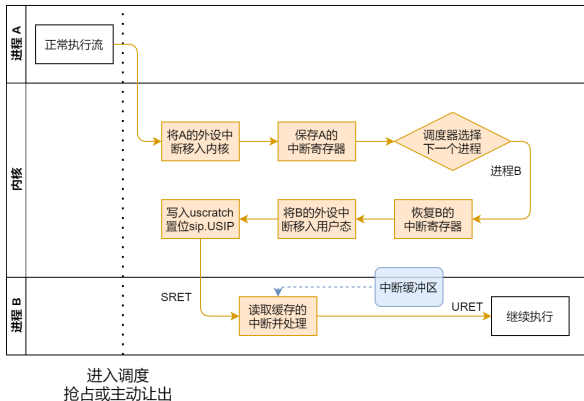 进程 A
正常执行流
内核
将A的外设中
断移入内核
保存A的
中断寄存器
调度器选择
下一个进程
进程B
写入uscratch
置位sip.USIP
将B的外设中
断移入用户态
恢复B的
中断寄存器
进程 B
SRET
中断缓冲区
读取缓存的
中断并处理
URET
继续执行
进入调度
抢占或主动让出